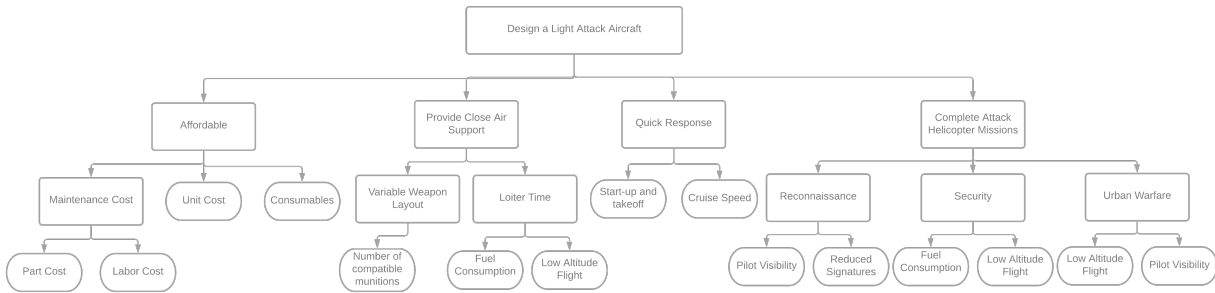 Design a Light Attack Aircraft
Affordable
Provide Close Air
Support
Quick Response
Complete Attack
Helicopter Missions
Maintenance Cost
Unit Cost
Consumables
Variable Weapon
Layout
Loiter Time
Start-up and
takeoff
Cruise Speed
Reconnaissance
Security
Urban Warfare
Part Cost
Labor Cost
Number of
compatible
munitions
Fuel
Consumption
Low Altitude
Flight
Pilot Visibility
Reduced
Signatures
Fuel
Consumption
Low Altitude
Flight
Low Altitude
Flight
Pilot Visibility